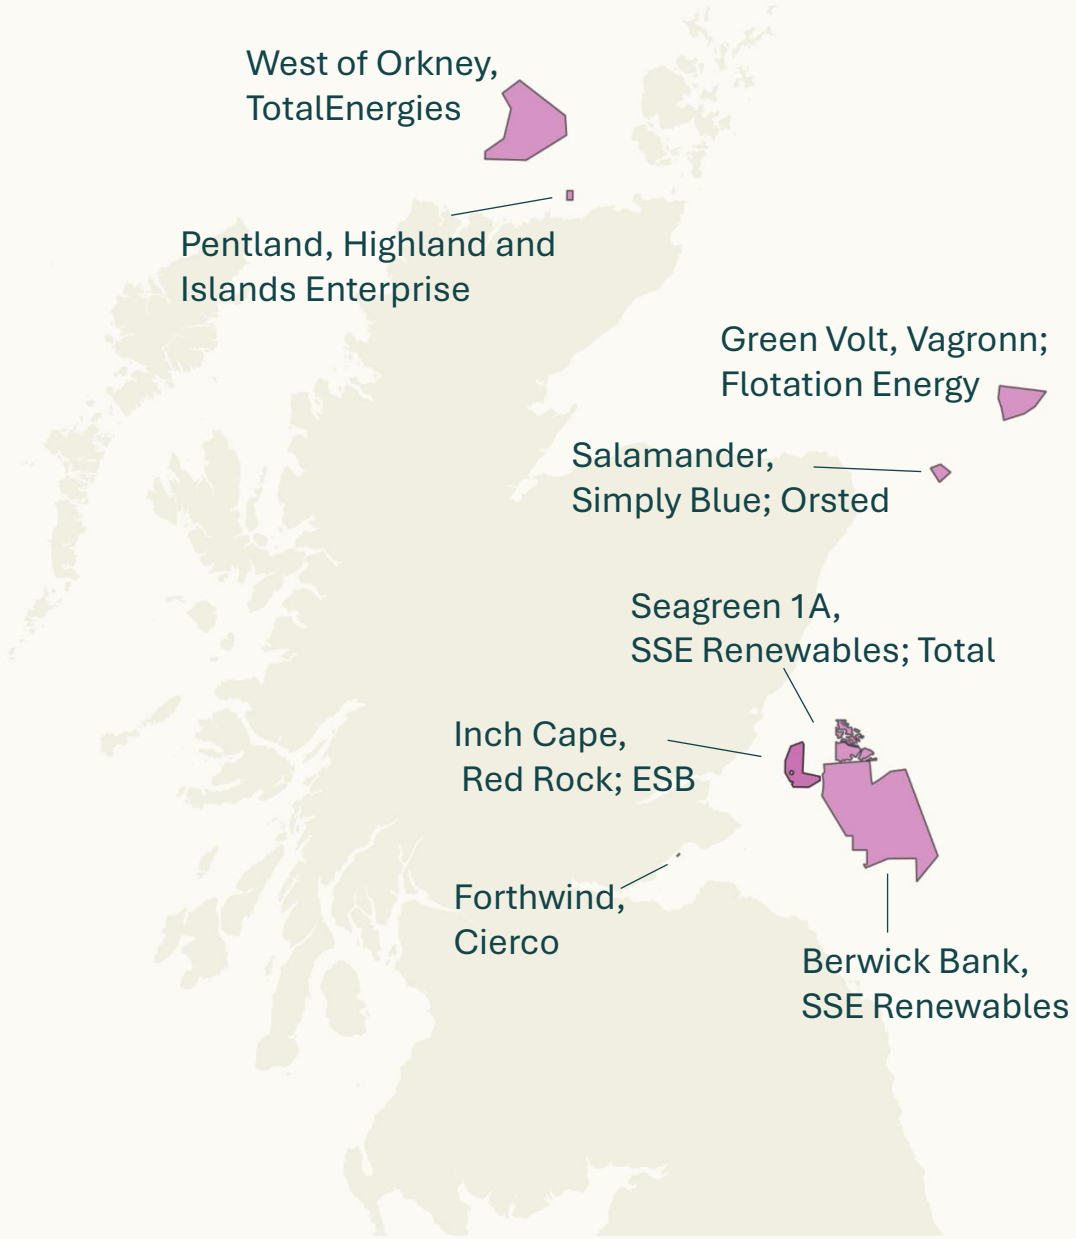 West of Orkney,
TotalEnergies
Pentland, Highland and
Islands Enterprise
Green Volt, Vagronn;
Flotation Energy
Salamander,
Simply Blue; Orsted
Seagreen 1A,
SSE Renewables; Total
Inch Cape,
Red Rock; ESB
Forthwind,
Cierco
Berwick Bank,
SSE Renewables